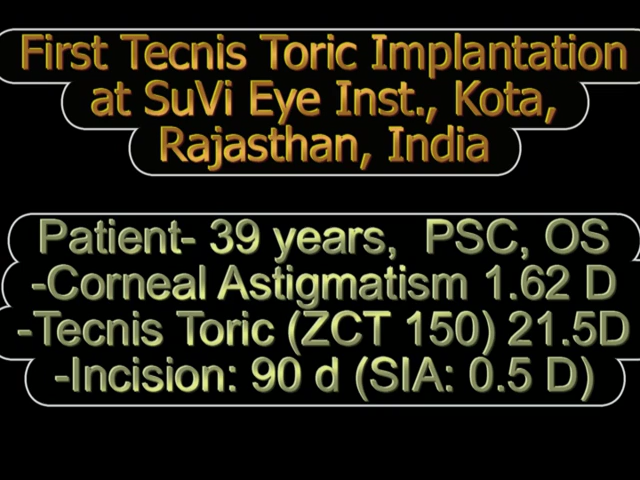 First Tecnis Toric Implantation
at SuVi Eye Inst., Kota,
Rajasthan, India
Patient- 39 years, PSC, OS
-Corneal Astigmatism 1.62 D
-Tecnis Toric (ZCT 150) 21.5D
-Incision: 90 d (SIA: 0.5 D)